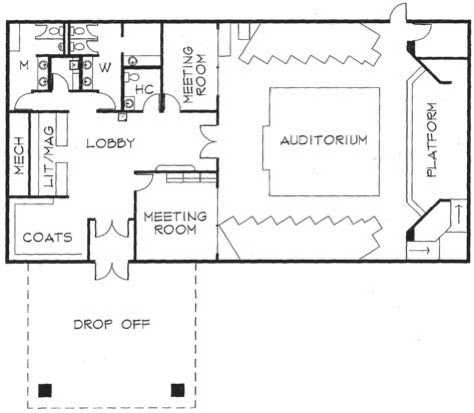 M
W
HC
MEETING
ROOM
MECH
LIT/MAG
LOBBY
AUDITORIUM
PLATFORM
COATS
MEETING
ROOM
DROP OFF